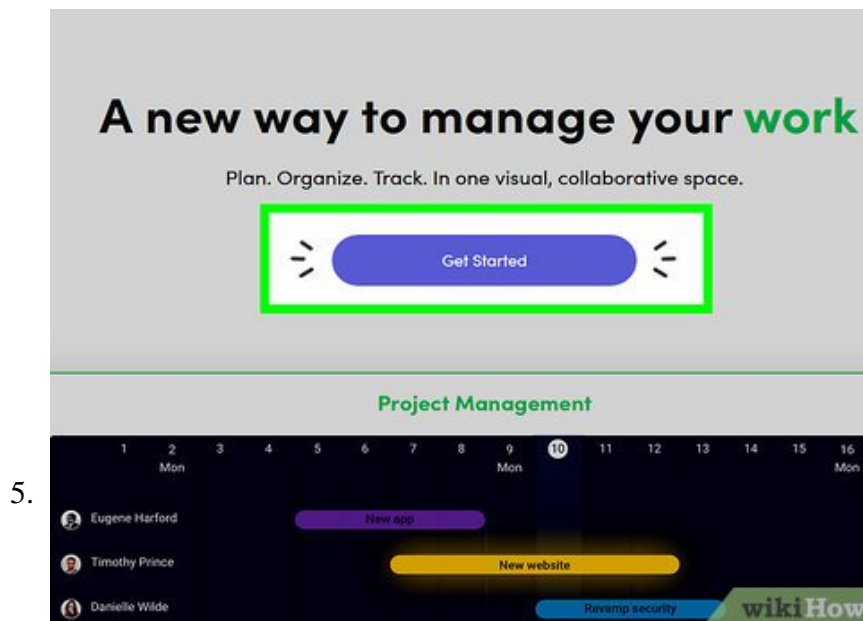 A new way to manage your work
Plan. Organize. Track. In one visual, collaborative space.
Get Started
Project Management
1 2 3 4 5 6 7 8 9 10 11 12 13 14 15 16
Mon Mon Mon
5.
Eugene Harford New app
Timothy Prince New website
Danielle Wilde Revamp security
wikiHow